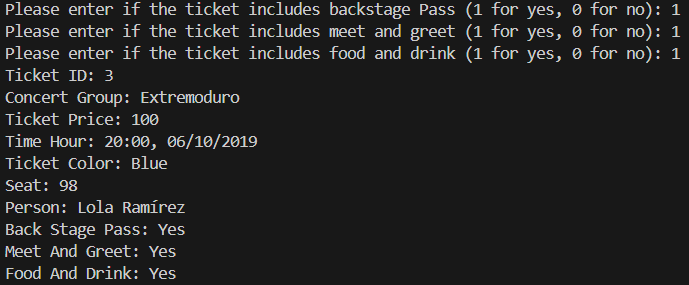 Please enter if the ticket includes backstage Pass (1 for yes, 0 for no): 1
Please enter if the ticket includes meet and greet (1 for yes, 0 for no): 1
Please enter if the ticket includes food and drink (1 for yes, 0 for no): 1
Ticket ID: 3
Concert Group: Extremoduro
Ticket Price: 100
Time Hour: 20:00, 06/10/2019
Ticket Color: Blue
Seat: 98
Person: Lola Ramírez
Back Stage Pass: Yes
Meet And Greet: Yes
Food And Drink: Yes